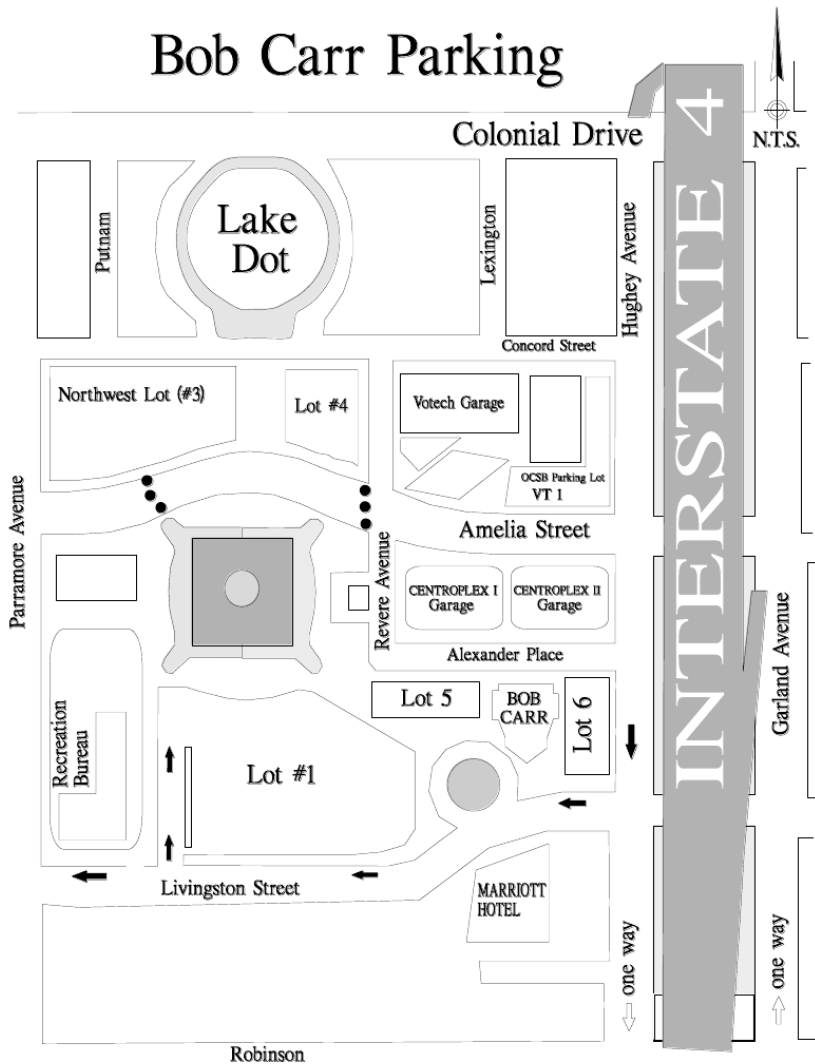 Bob Carr Parking
N.T.S.
Colonial Drive
INTERSTATE 4
Lake
Dot
Putnam
Lexington
Hughey Avenue
Concord Street
Northwest Lot (#3)
Lot #4
Votech Garage
OCSB Parking Lot
VT 1
Parramore Avenue
Amelia Street
Revere Avenue
CENTROPLEX I
Garage
CENTROPLEX II
Garage
Alexander Place
Garland Avenue
Lot 5
BOB
CARR
Lot 6
Recreation
Bureau
Lot #1
Livingston Street
MARRIOTT
HOTEL
one way
one way
Robinson